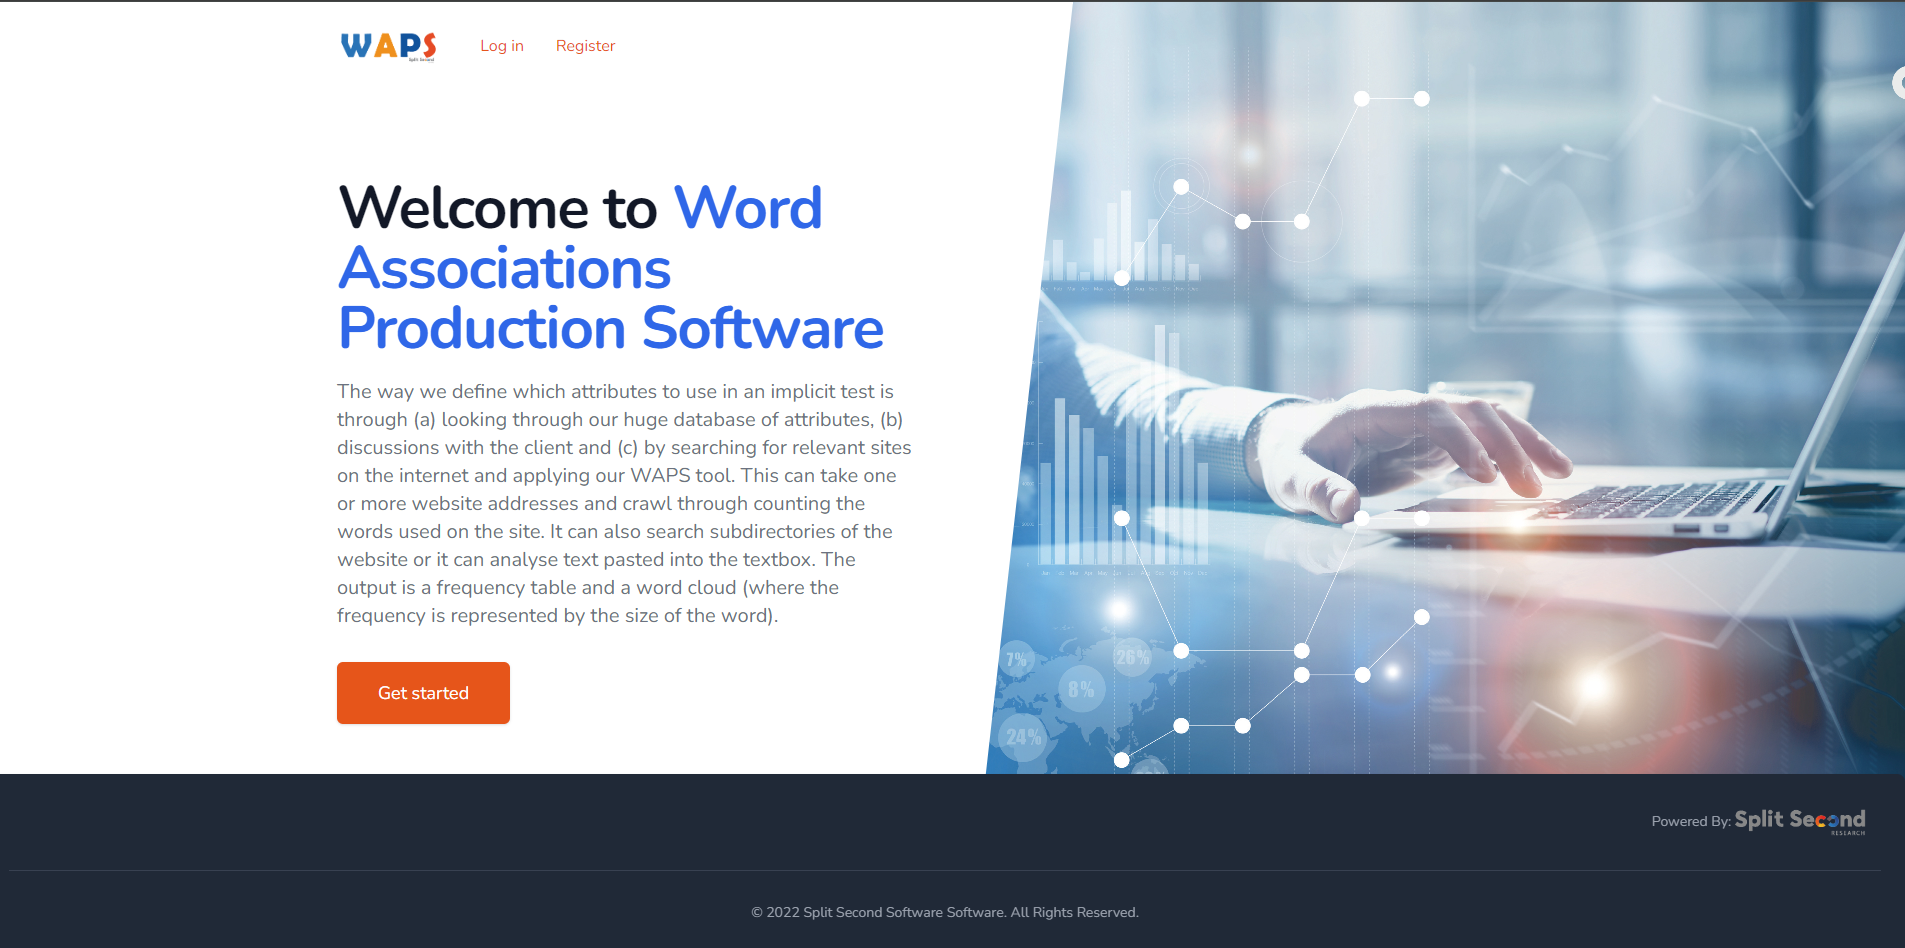 WAPS
Split Second
Log in
Register
Welcome to Word
Associations
Production Software
The way we define which attributes to use in an implicit test is
through (a) looking through our huge database of attributes, (b)
discussions with the client and (c) by searching for relevant sites
on the internet and applying our WAPS tool. This can take one
or more website addresses and crawl through counting the
words used on the site. It can also search subdirectories of the
website or it can analyse text pasted into the textbox. The
output is a frequency table and a word cloud (where the
frequency is represented by the size of the word).
Get started
7%
26%
8%
24%
Powered By: Split Second
RESEARCH
© 2022 Split Second Software Software. All Rights Reserved.